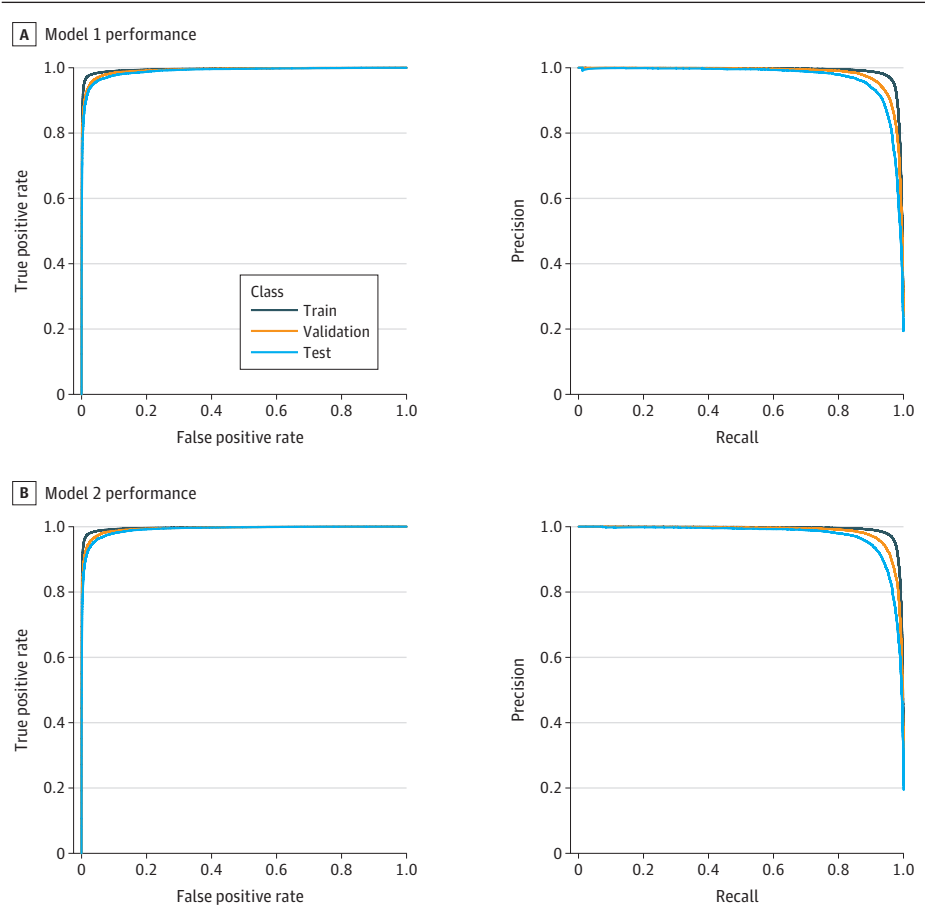 A Model 1 performance
1.0
0.8
0.6
0.4
0.2
0
True positive rate
0 0.2 0.4 0.6 0.8 1.0
False positive rate
Class
Train
Validation
Test
1.0
0.8
0.6
0.4
0.2
0
Precision
0 0.2 0.4 0.6 0.8 1.0
Recall
B Model 2 performance
1.0
0.8
0.6
0.4
0.2
0
True positive rate
0 0.2 0.4 0.6 0.8 1.0
False positive rate
1.0
0.8
0.6
0.4
0.2
0
Precision
0 0.2 0.4 0.6 0.8 1.0
Recall